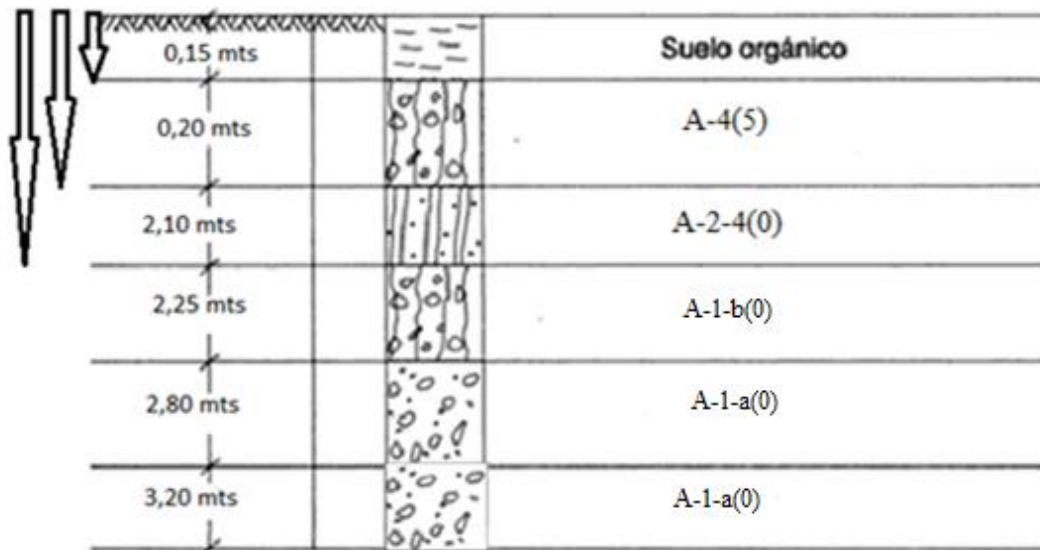 0,15 mts Suelo orgánico
0,20 mts A-4(5)
2,10 mts A-2-4(0)
2,25 mts A-1-b(0)
2,80 mts A-1-a(0)
3,20 mts A-1-a(0)